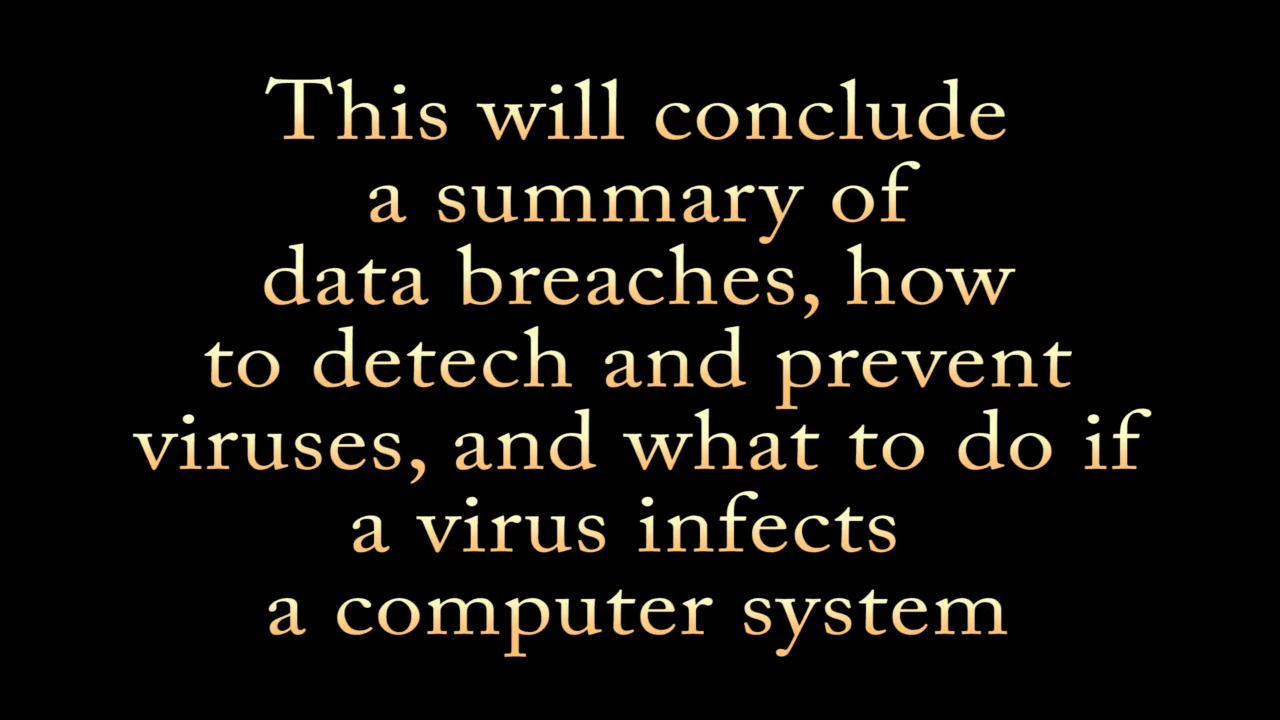 This will conclude
a summary of
data breaches, how
to detech and prevent
viruses, and what to do if
a virus infects
a computer system